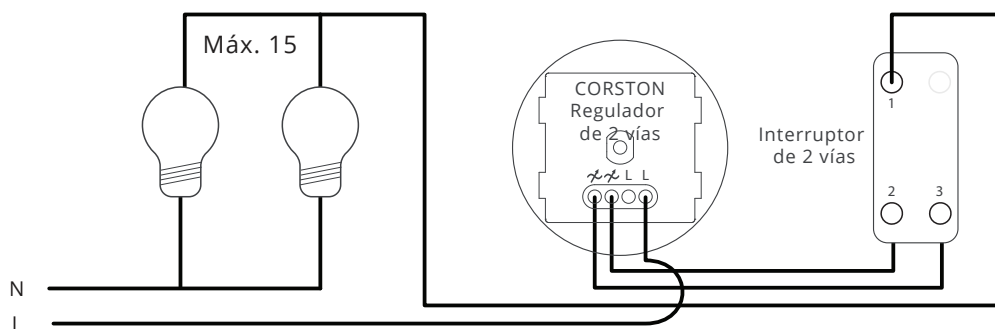 Máx. 15
CORSTON
Regulador
de 2 vías
L L
Interruptor
de 2 vías
1
2 3
N